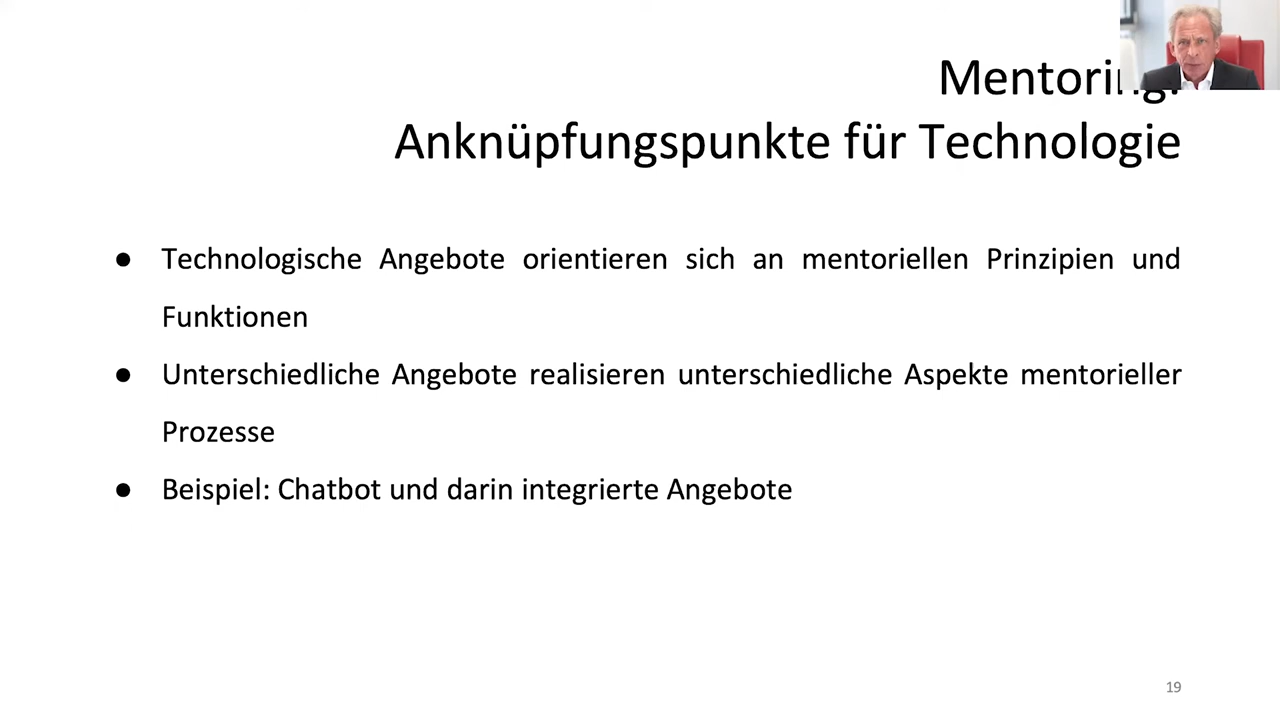 Mentoring:
Anknüpfungspunkte für Technologie
● Technologische Angebote orientieren sich an mentoriellen Prinzipien und
Funktionen
● Unterschiedliche Angebote realisieren unterschiedliche Aspekte mentorieller
Prozesse
● Beispiel: Chatbot und darin integrierte Angebote
19